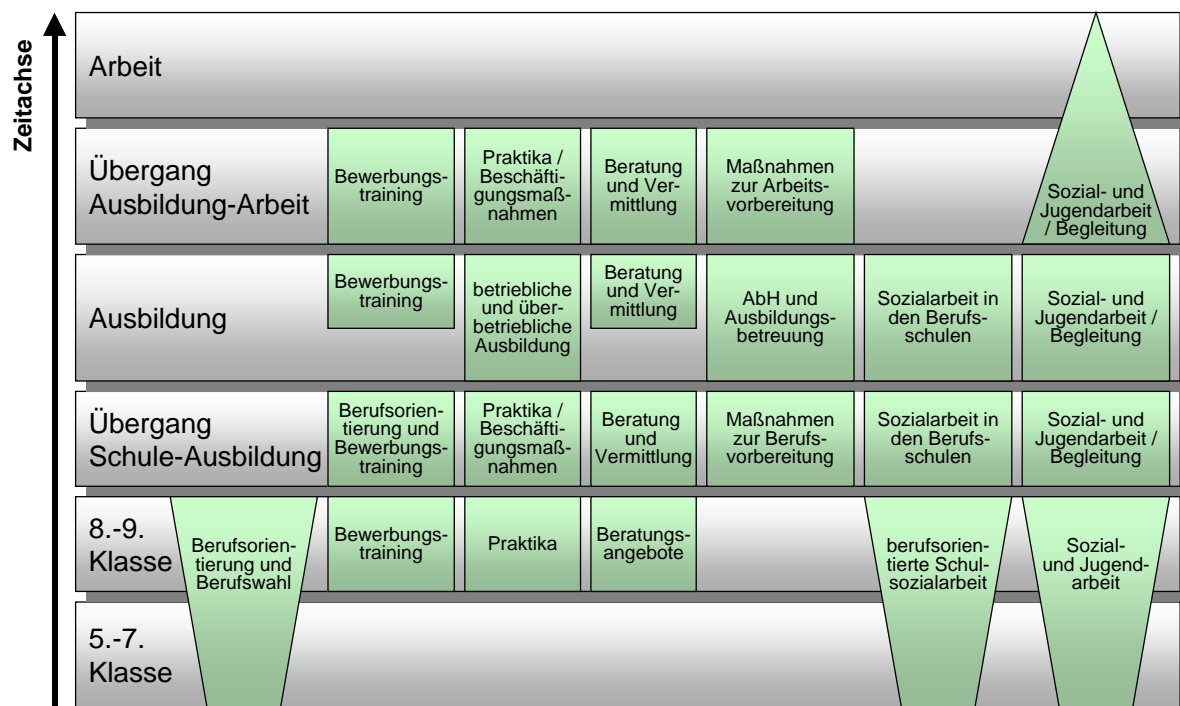 Zeitachse
Arbeit
Übergang
Ausbildung-Arbeit
Bewerbungs-
training
Praktika /
Beschäfti-
gungsmaß-
nahmen
Beratung
und Ver-
mittlung
Maßnahmen
zur Arbeits-
vorbereitung
Sozial- und
Jugendarbeit
/ Begleitung
Ausbildung
Bewerbungs-
training
betriebliche
und über-
betriebliche
Ausbildung
Beratung
und Ver-
mittlung
AbH und
Ausbildungs-
betreuung
Sozialarbeit in
den Berufs-
schulen
Sozial- und
Jugendarbeit /
Begleitung
Übergang
Schule-Ausbildung
Berufsorien-
tierung und
Bewerbungs-
training
Praktika /
Beschäfti-
gungsmaß-
nahmen
Beratung
und
Vermittlung
Maßnahmen
zur Berufs-
vorbereitung
Sozialarbeit in
den Berufs-
schulen
Sozial- und
Jugendarbeit /
Begleitung
8.-9.
Klasse
Berufsorien-
tierung und
Berufswahl
Bewerbungs-
training
Praktika
Beratungs-
angebote
berufsorien-
tierte Schul-
sozialarbeit
Sozial-
und Jugend-
arbeit
5.-7.
Klasse